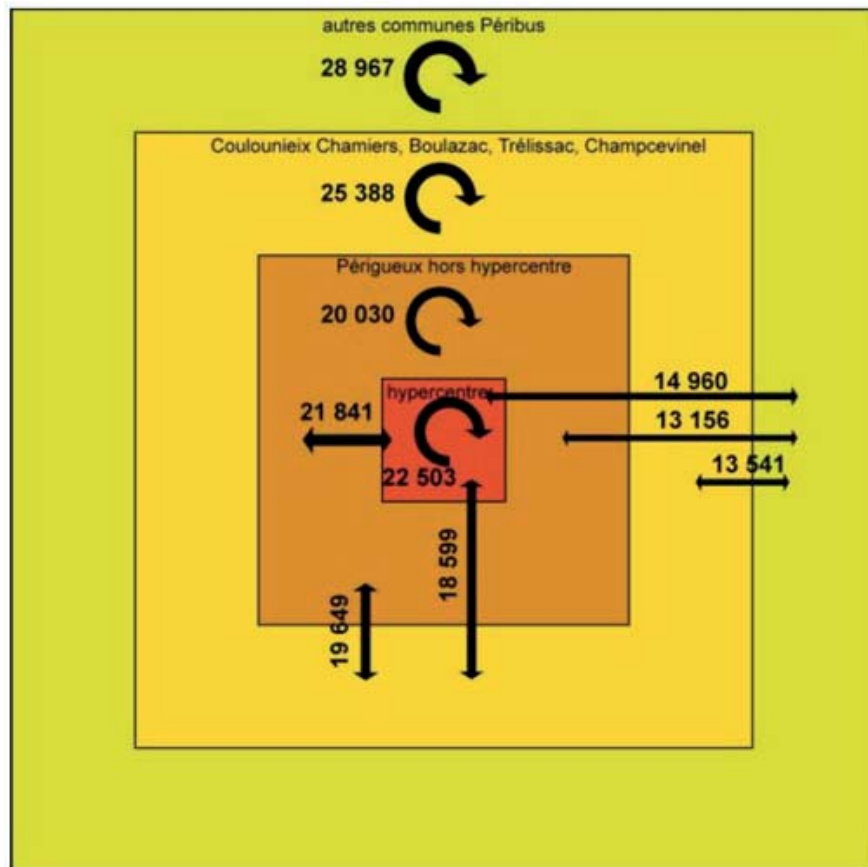 autres communes Péribus
28 967
Coulounieix Chamiers, Boulazac, Trélissac, Champcevinel
25 388
Périgueux hors hypercentre
20 030
hypercentre
14 960
21 841
13 156
13 541
22 503
18 599
19 649